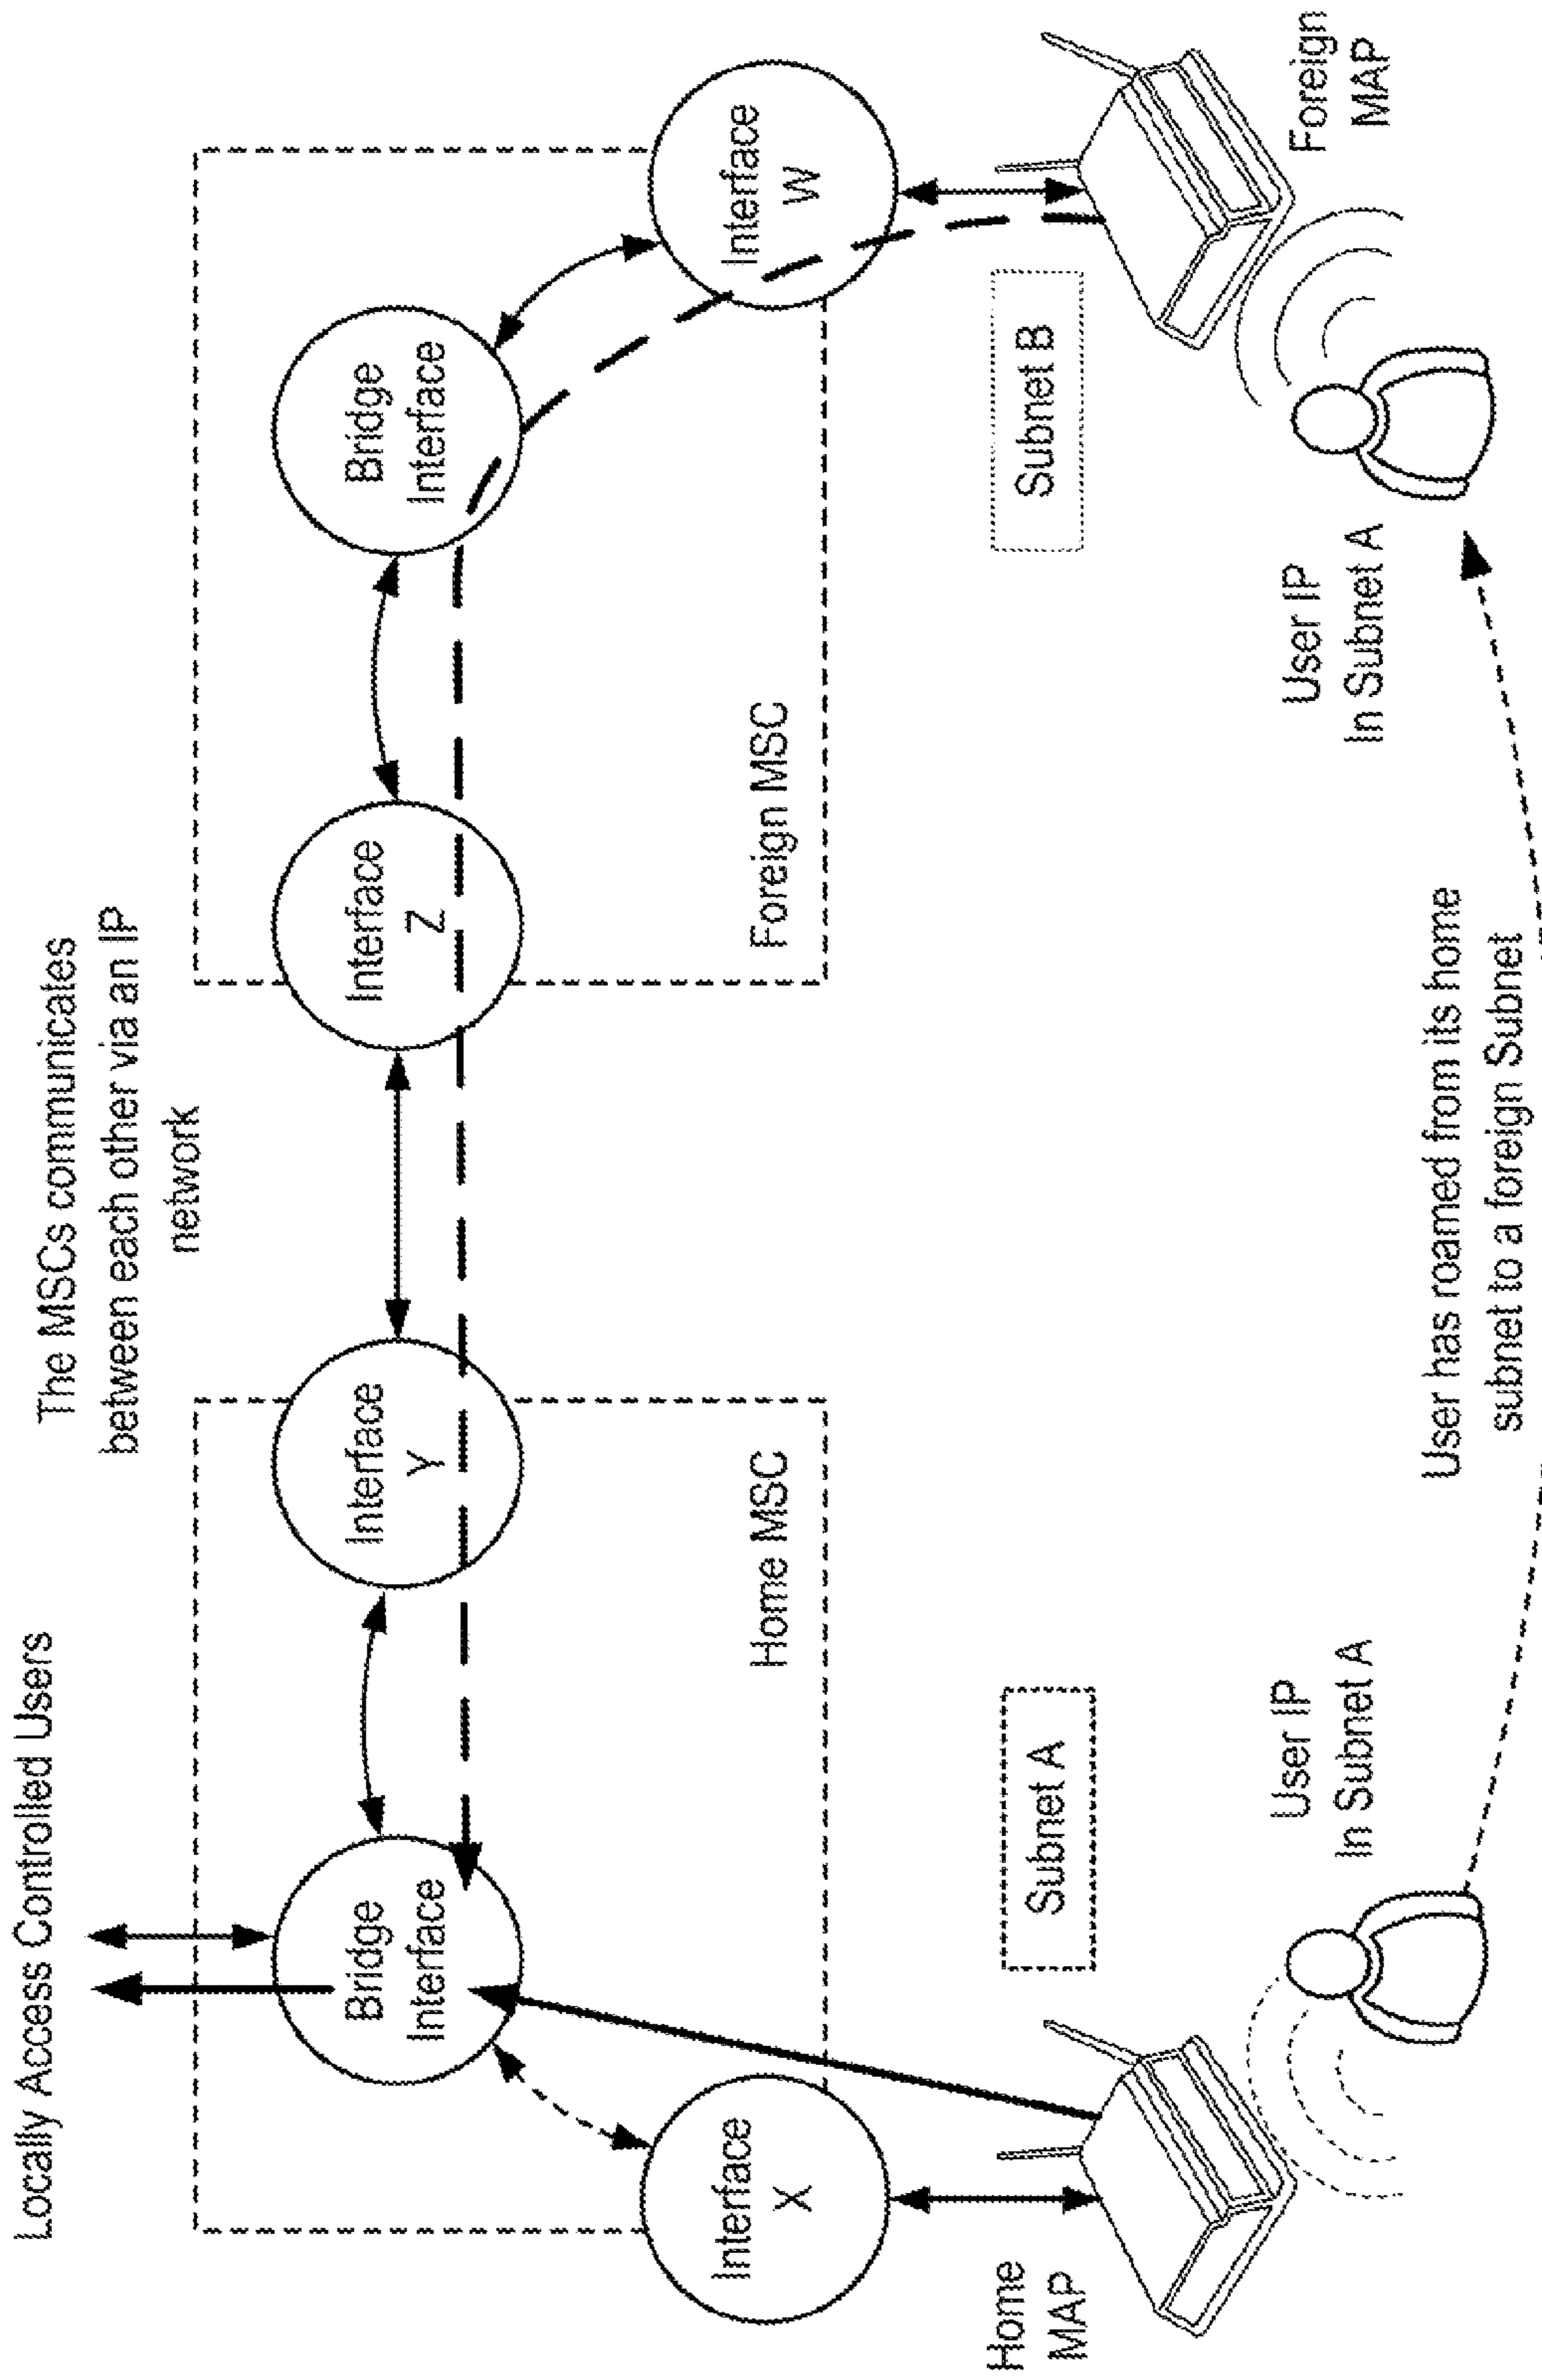 Locally Access Controlled Users
The MSCs communicates
between each other via an IP
network
Bridge
Interface
Interface
Y
Interface
Z
Bridge
Interface
Interface
X
Home MSC
Foreign MSC
Interface
W
Home
MAP
Subnet A
Subnet B
Foreign
MAP
User IP
In Subnet A
User IP
In Subnet A
User has roamed from its home
subnet to a foreign Subnet